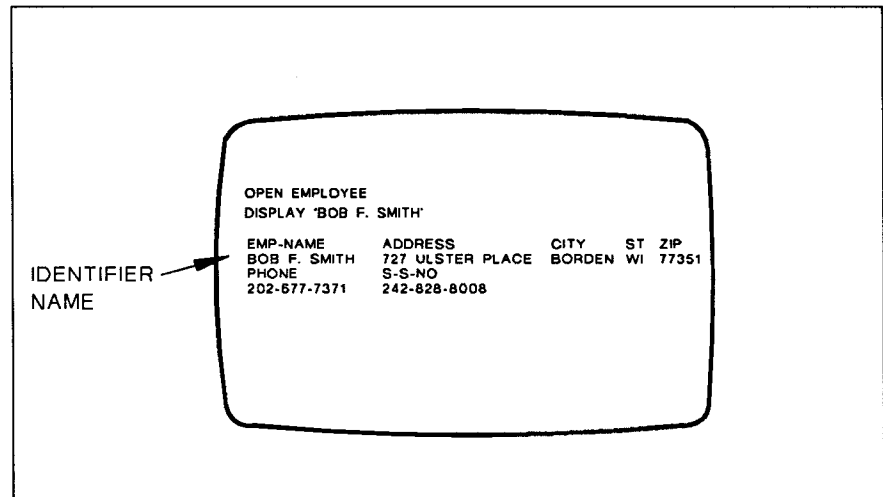 OPEN EMPLOYEE
DISPLAY "BOB F. SMITH"
EMP-NAME ADDRESS CITY ST ZIP
BOB F. SMITH 727 ULSTER PLACE BORDEN WI 77351
PHONE S-S-NO
202-677-7371 242-828-8008
IDENTIFIER
NAME